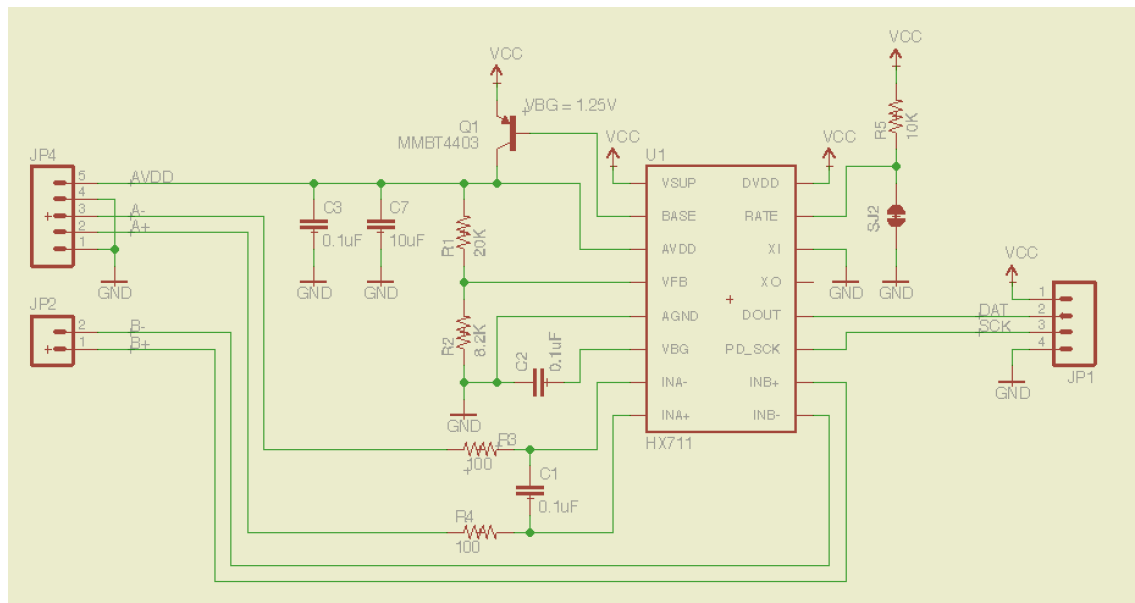 VCC
VCC
VBG = 1.25V
Q1
MMBT4403
R5
10K
VCC
VCC
JP4
U1
5
AVDD
4
3
A-
2
A+
1
GND
C3
0.1uF
GND
C7
10uF
GND
R1
20K
VSUP
BASE
AVDD
VFB
AGND
VBG
INA-
INA+
DVDD
RATE
XI
XO
DOUT
PD_SCK
INB+
INB-
HX711
SJ2
GND
GND
VCC
JP2
2
B-
1
B+
R2
8.2K
C2
0.1uF
GND
DAT
SCK
1
2
3
4
GND
JP1
R3
100
C1
0.1uF
R4
100